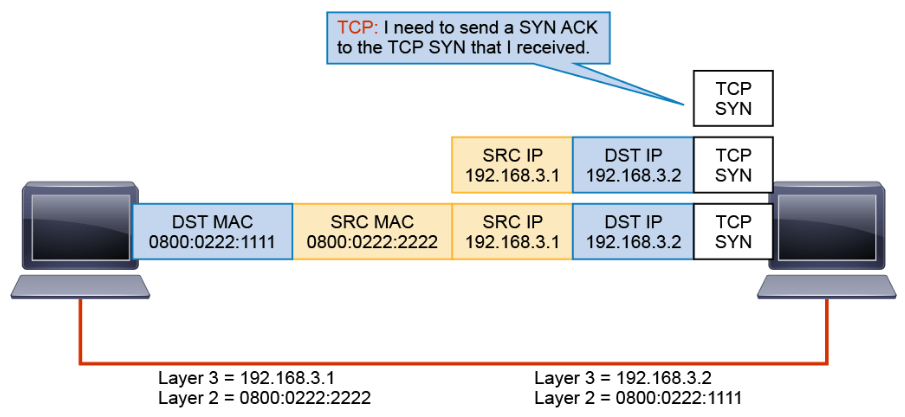 TCP: I need to send a SYN ACK
to the TCP SYN that I received.
TCP
SYN
SRC IP
192.168.3.1
DST IP
192.168.3.2
TCP
SYN
DST MAC
0800:0222:1111
SRC MAC
0800:0222:2222
SRC IP
192.168.3.1
DST IP
192.168.3.2
TCP
SYN
Layer 3 = 192.168.3.1
Layer 2 = 0800:0222:2222
Layer 3 = 192.168.3.2
Layer 2 = 0800:0222:1111